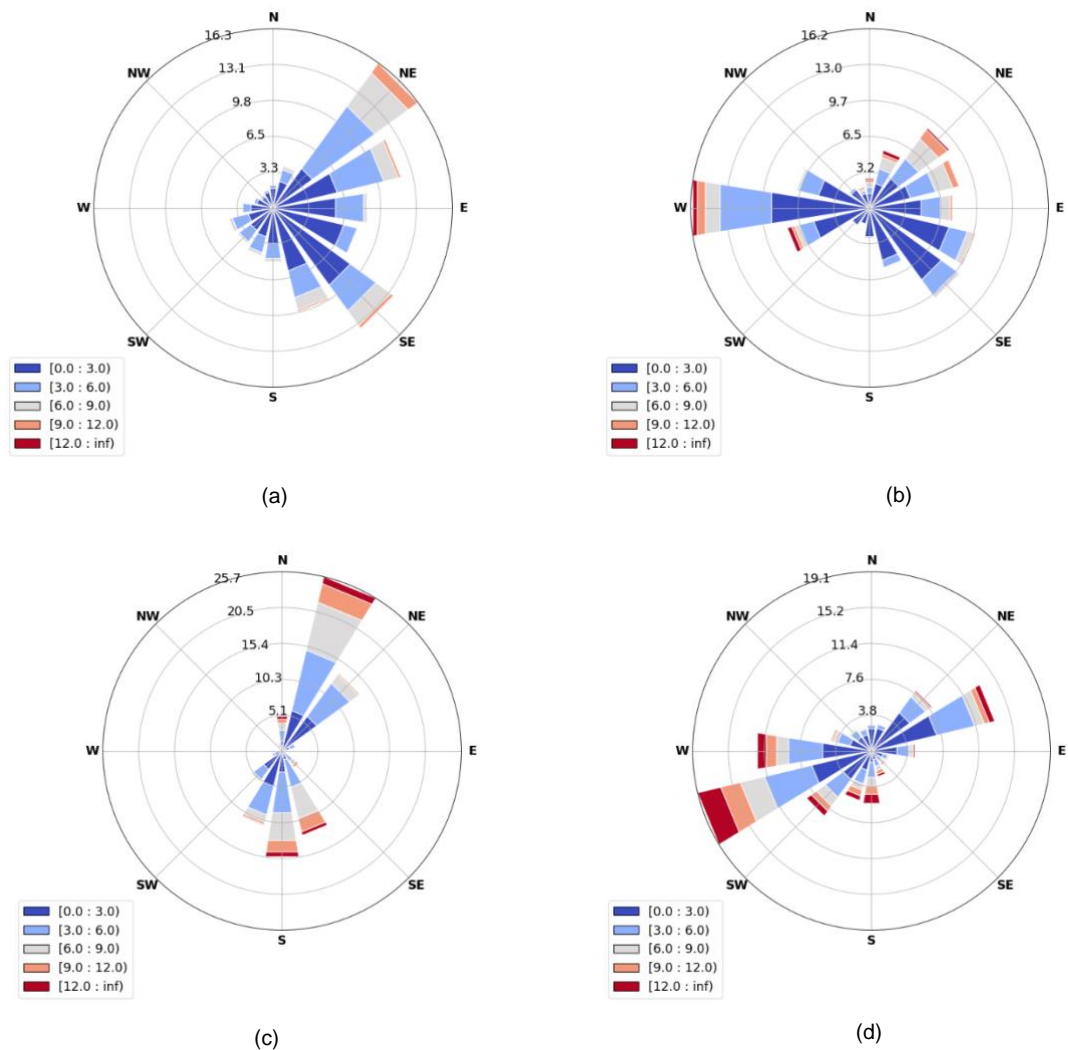 N
NE
E
SE
S
SW
W
NW
16.3
13.1
9.8
6.5
3.3
[0.0 : 3.0)
[3.0 : 6.0)
[6.0 : 9.0)
[9.0 : 12.0)
[12.0 : inf)
(a)
N
NE
E
SE
S
SW
W
NW
16.2
13.0
9.7
6.5
3.2
[0.0 : 3.0)
[3.0 : 6.0)
[6.0 : 9.0)
[9.0 : 12.0)
[12.0 : inf)
(b)
N
NE
E
SE
S
SW
W
NW
25.7
20.5
15.4
10.3
5.1
[0.0 : 3.0)
[3.0 : 6.0)
[6.0 : 9.0)
[9.0 : 12.0)
[12.0 : inf)
(c)
N
NE
E
SE
S
SW
W
NW
19.1
15.2
11.4
7.6
3.8
[0.0 : 3.0)
[3.0 : 6.0)
[6.0 : 9.0)
[9.0 : 12.0)
[12.0 : inf)
(d)